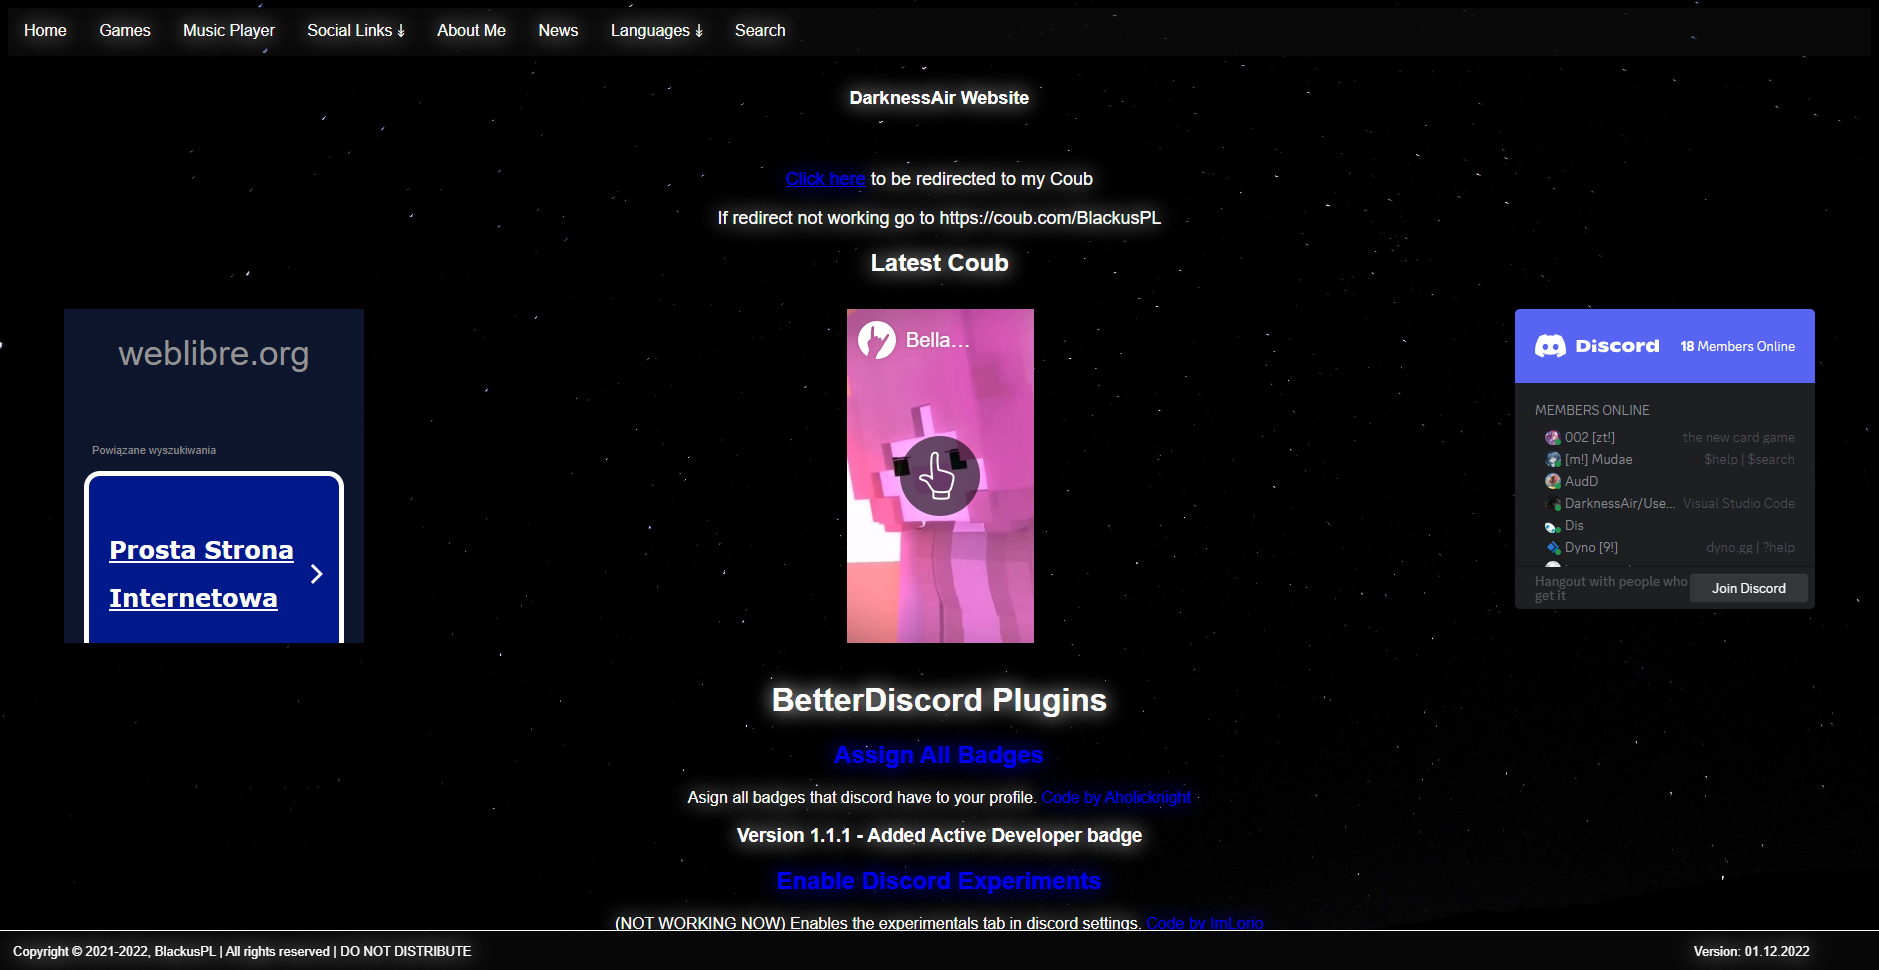 Home Games Music Player Social Links ↓ About Me News Languages ↓ Search
DarknessAir Website
Click here to be redirected to my Coub
If redirect not working go to https://coub.com/BlackusPL
Latest Coub
weblibre.org
Powiązane wyszukiwania
Prosta Strona
Internetowa
Bella...
Discord 18 Members Online
MEMBERS ONLINE
002 [zt!] the new card game
[m!] Mudae $help | $search
AudD
DarknessAir/Use... Visual Studio Code
Dis
Dyno [9!] dyno.gg | ?help
Hangout with people who
get it
Join Discord
BetterDiscord Plugins
Assign All Badges
Asign all badges that discord have to your profile. Code by Aholicknight
Version 1.1.1 - Added Active Developer badge
Enable Discord Experiments
(NOT WORKING NOW) Enables the experimentals tab in discord settings. Code by ImLorio
Copyright © 2021-2022, BlackusPL | All rights reserved | DO NOT DISTRIBUTE
Version: 01.12.2022